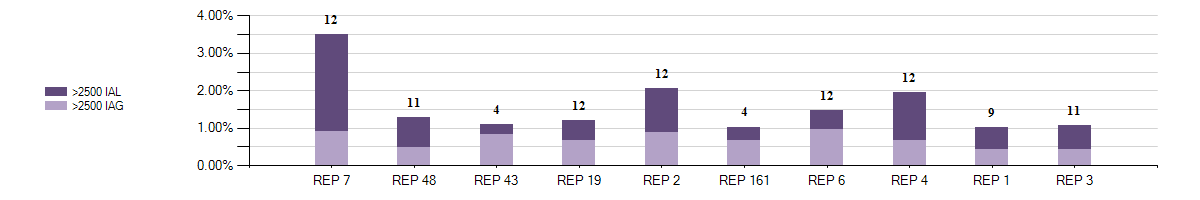 4.00%
3.00%
2.00%
1.00%
0.00%
>2500 IAL
>2500 IAG
12
11
4
12
12
4
12
12
9
11
REP 7
REP 48
REP 43
REP 19
REP 2
REP 161
REP 6
REP 4
REP 1
REP 3